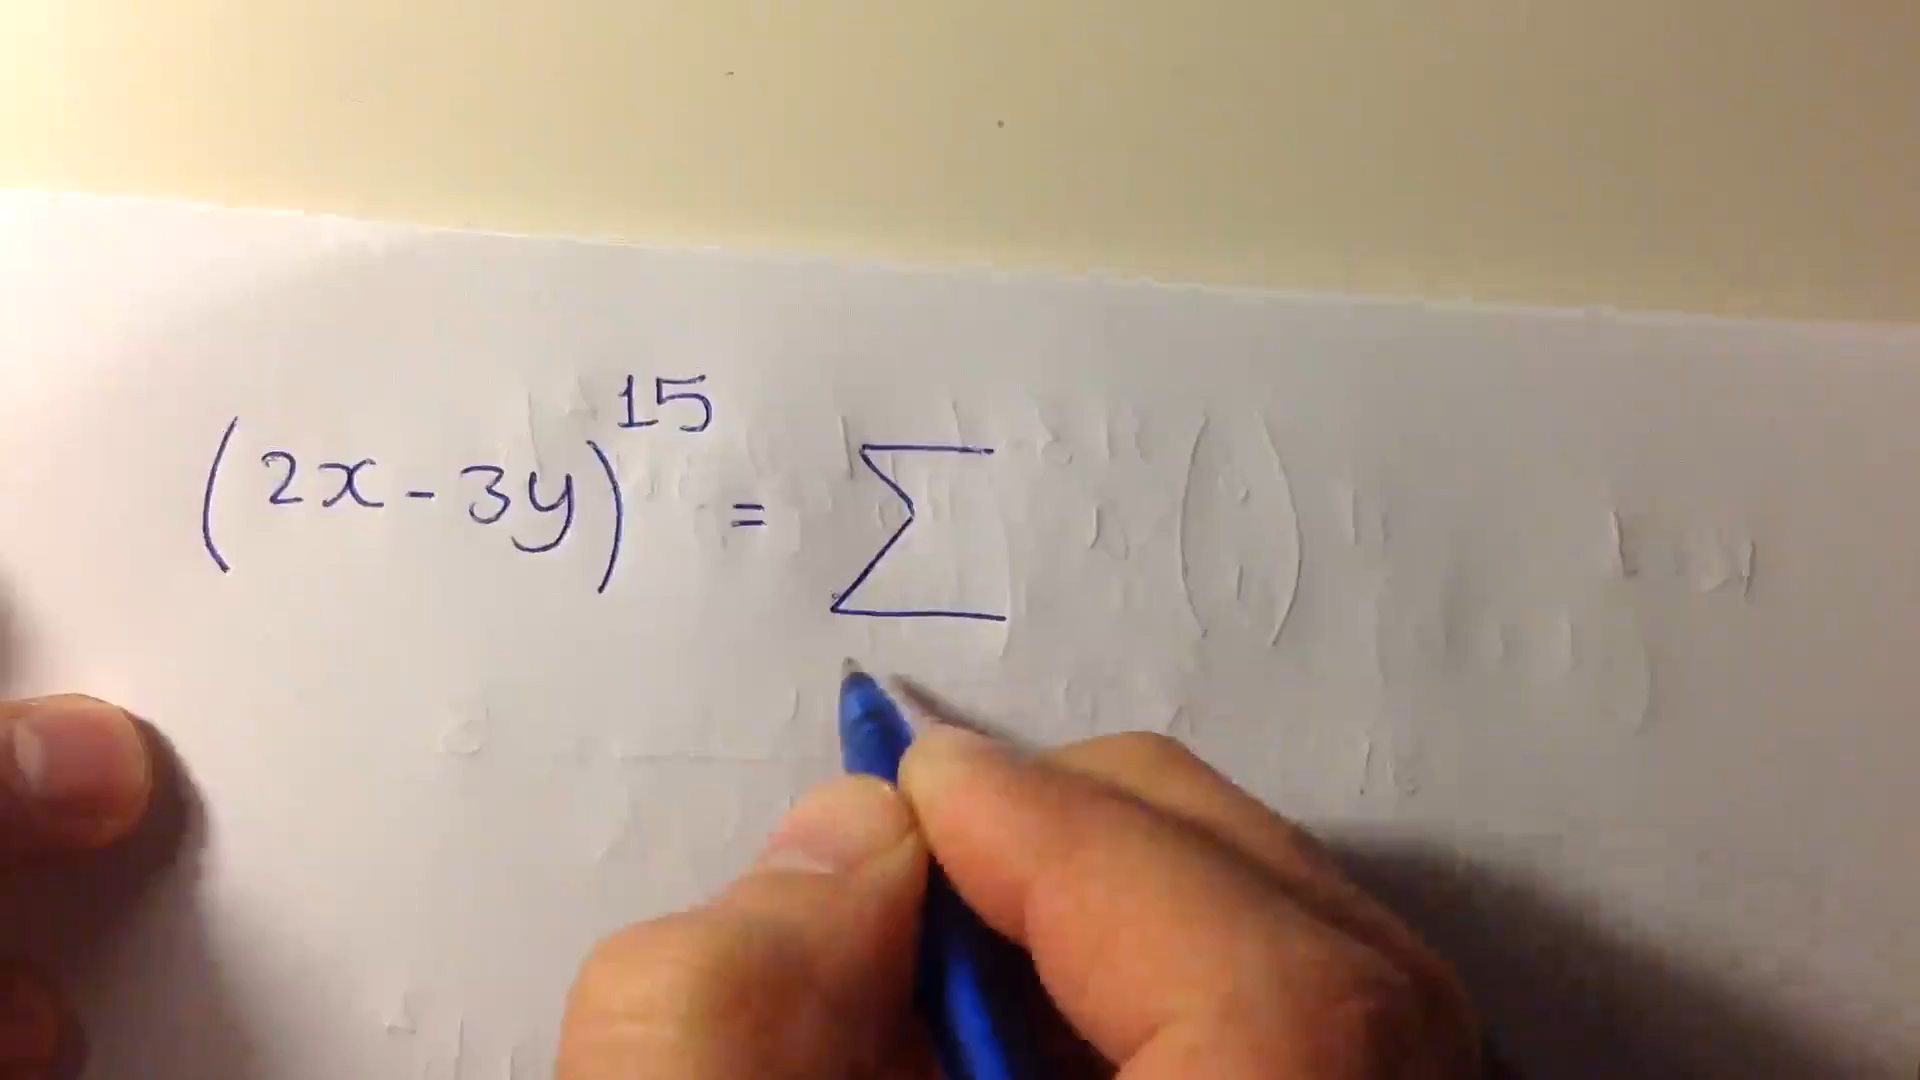 (2x-3y)^15 = ∑